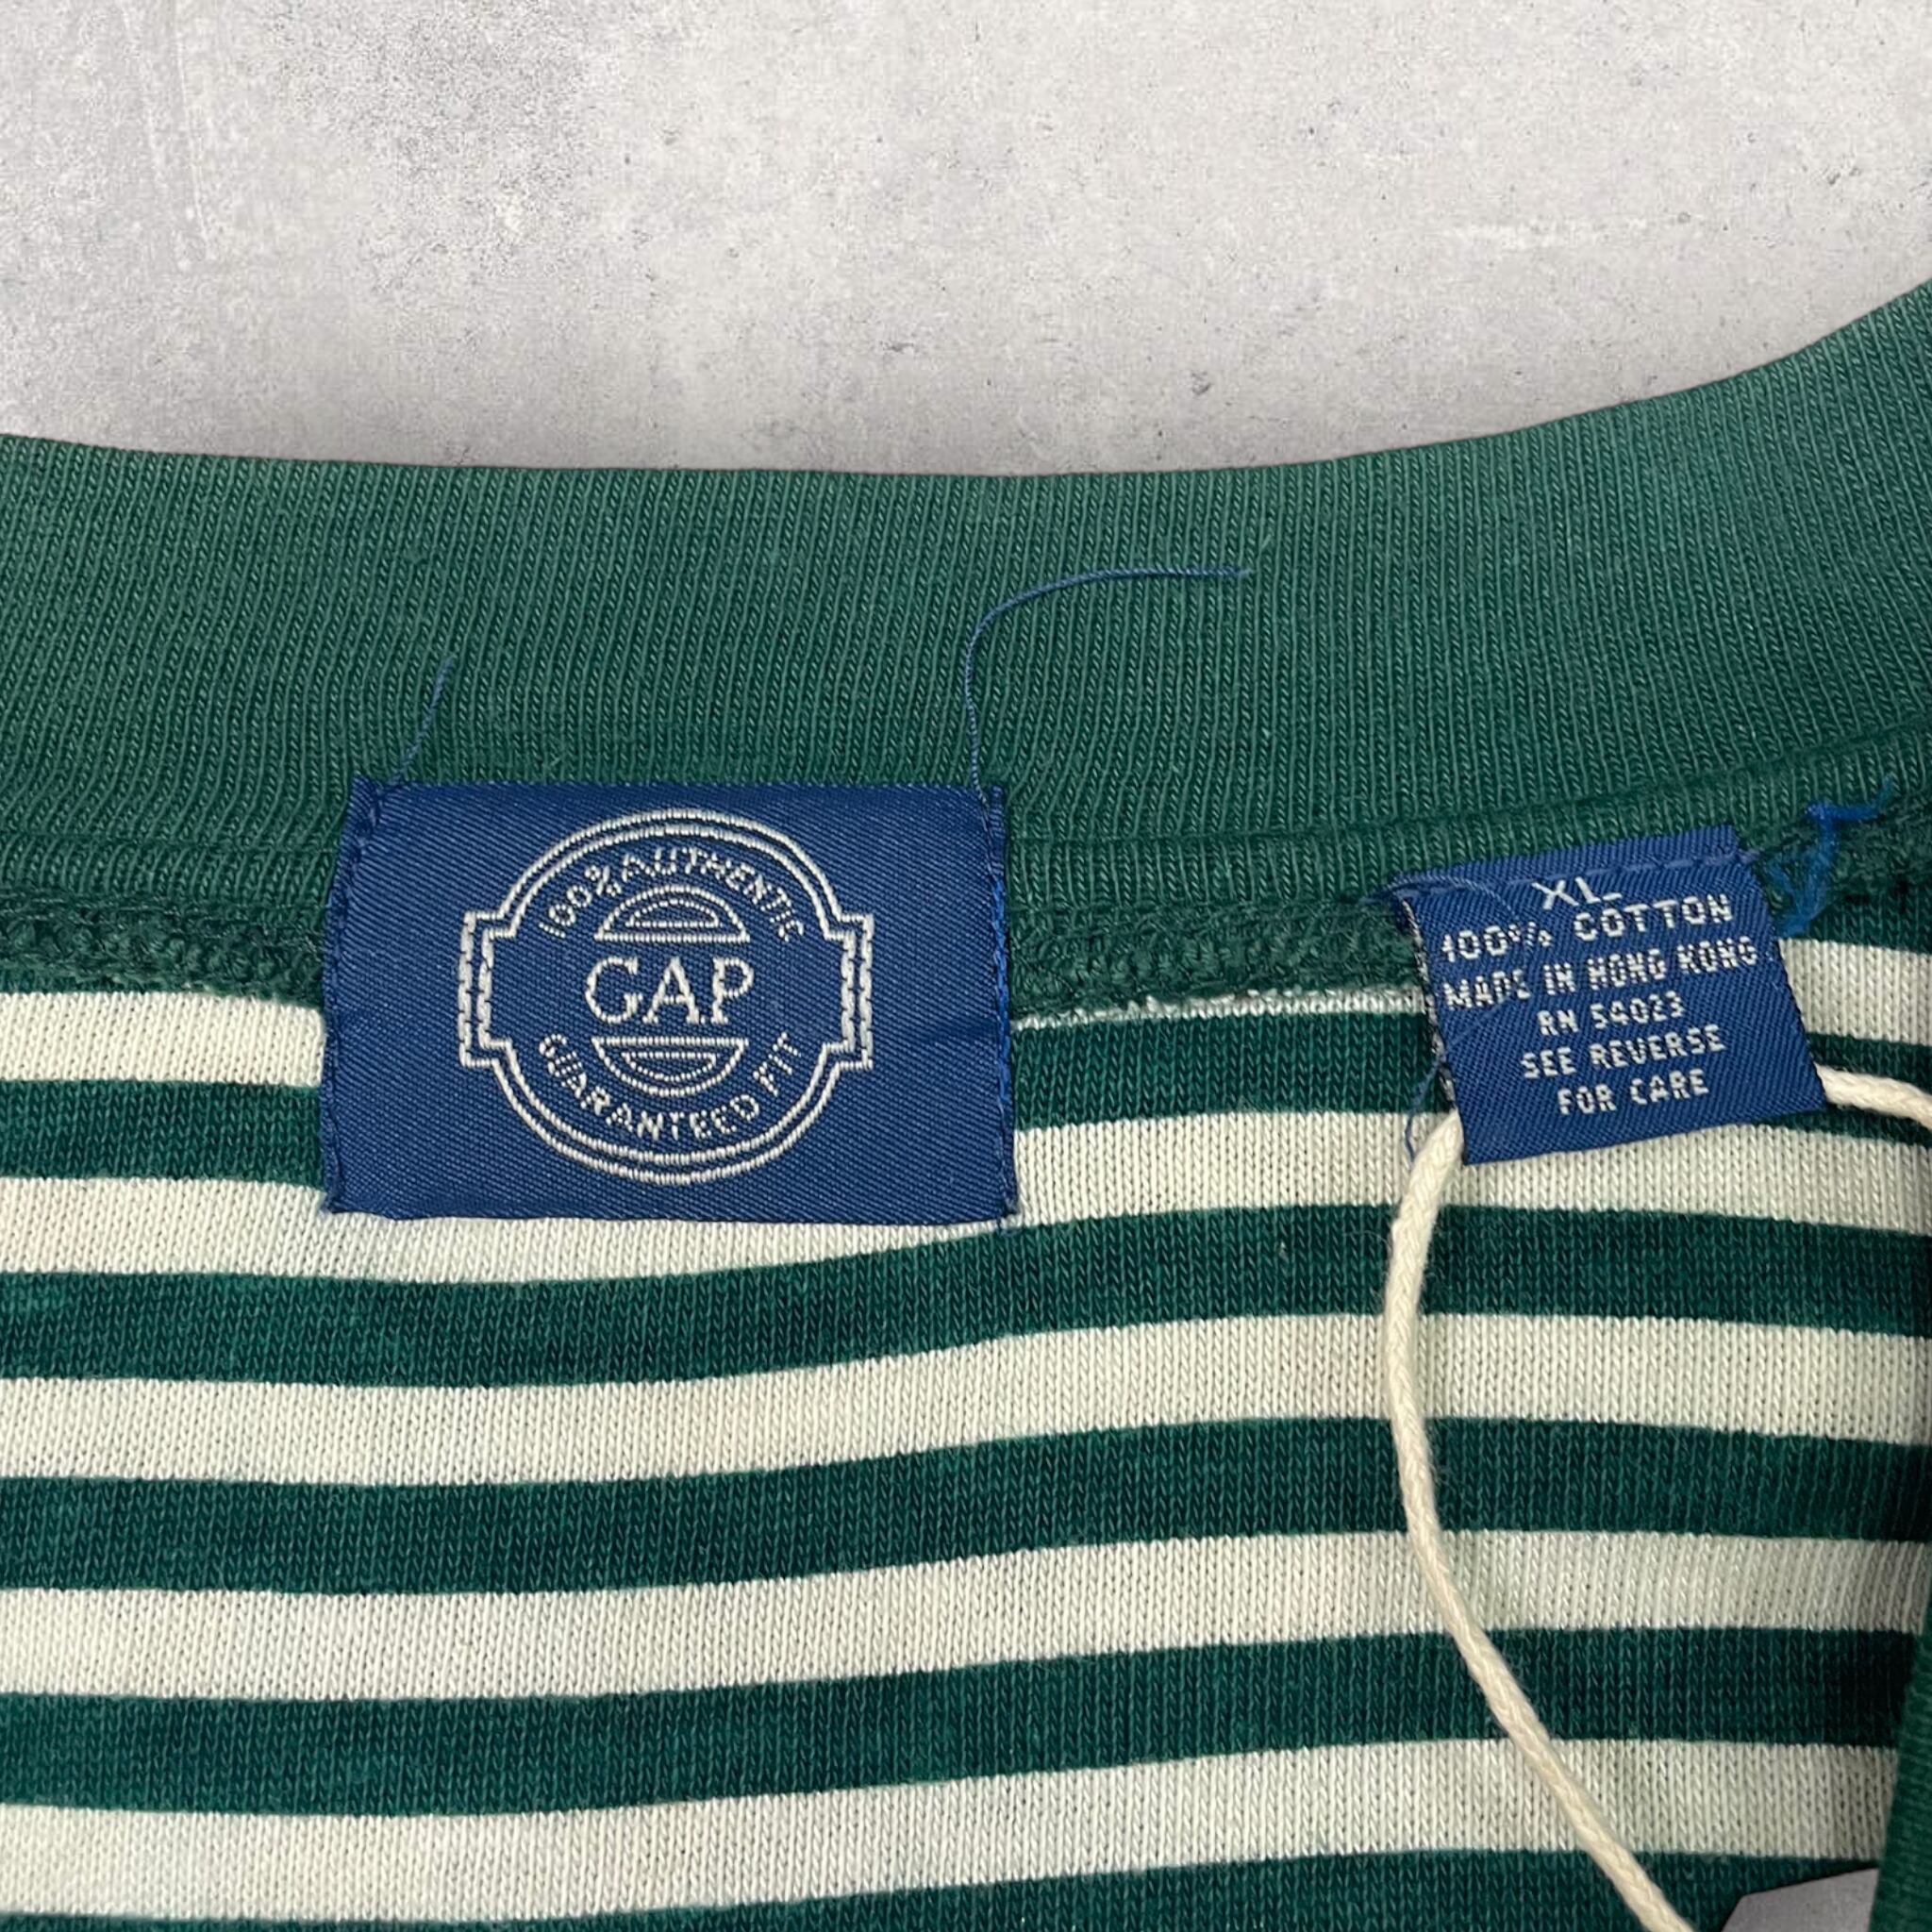 100% AUTHENTIC
GAP
GUARANTEED FIT
XL
100% COTTON
MADE IN HONG KONG
RN 54023
SEE REVERSE
FOR CARE